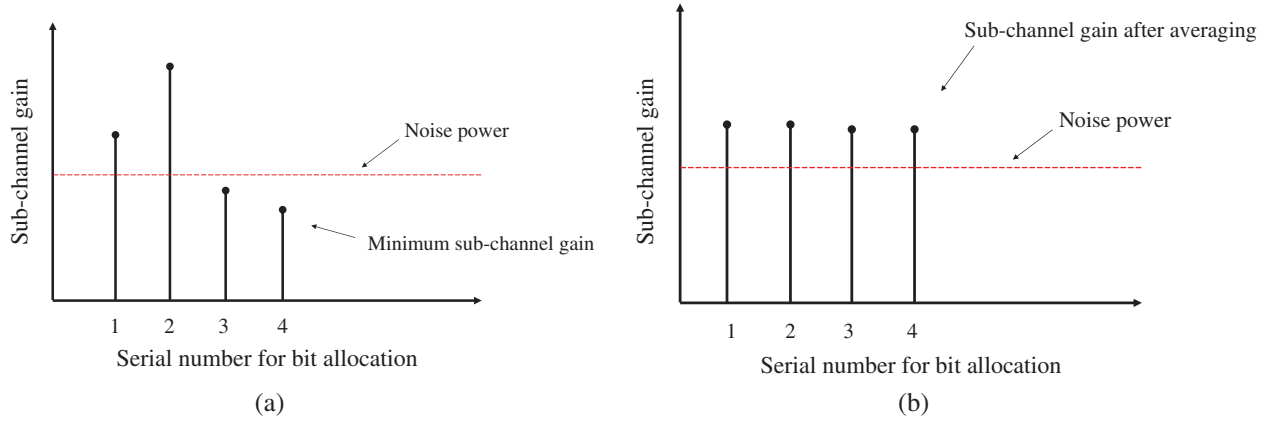 Sub-channel gain
Noise power
Minimum sub-channel gain
1 2 3 4
Serial number for bit allocation
(a)
Sub-channel gain
Sub-channel gain after averaging
Noise power
1 2 3 4
Serial number for bit allocation
(b)